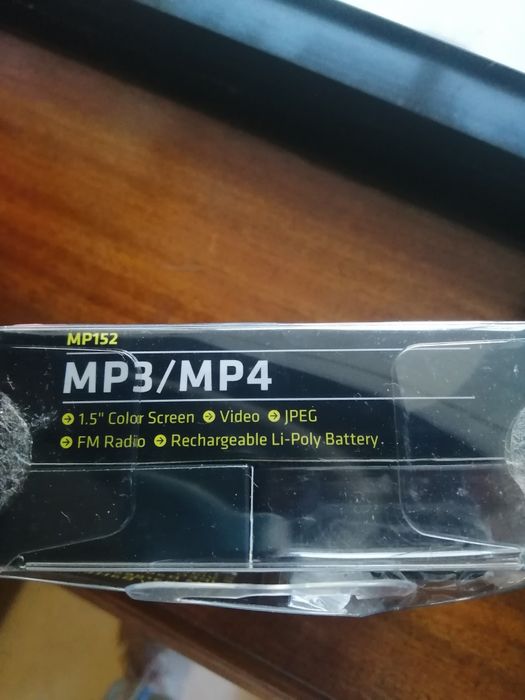 MP152
MP3/MP4
1.5" Color Screen Video JPEG
FM Radio Rechargeable Li-Poly Battery.